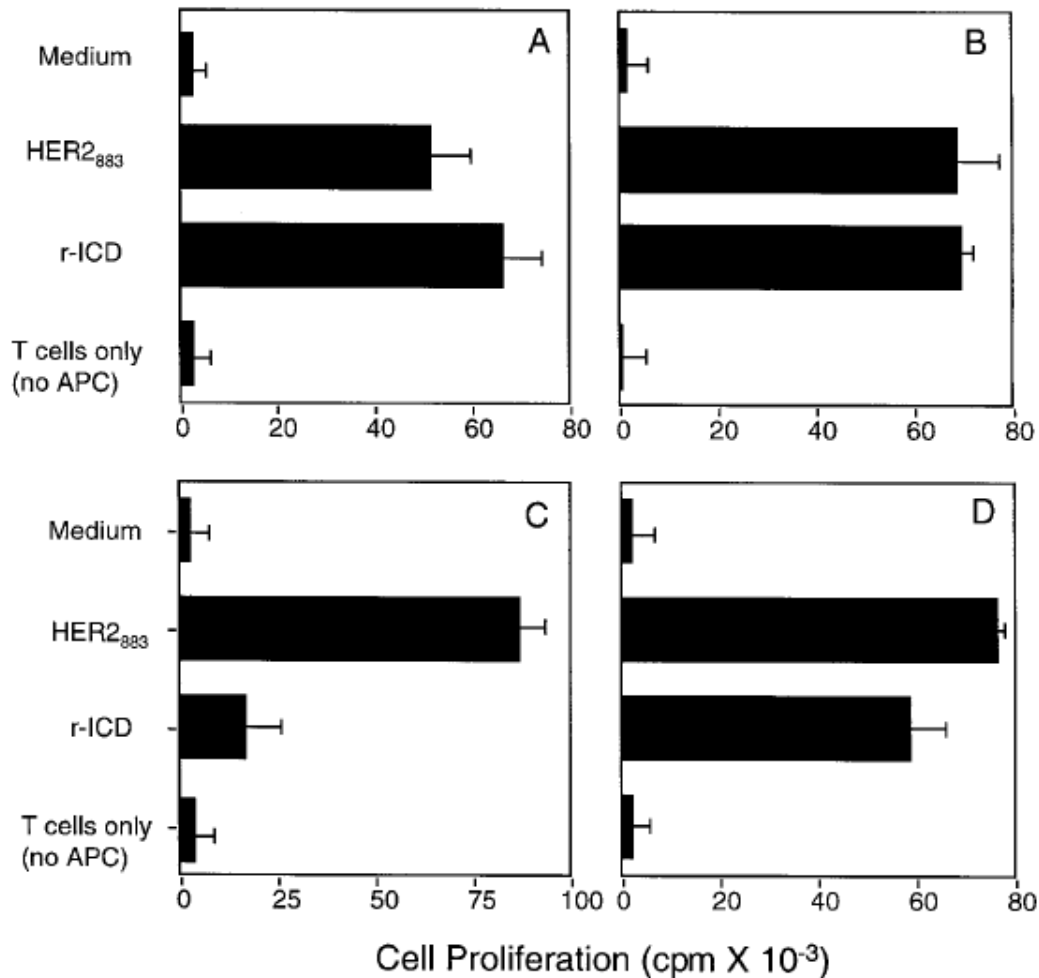 A
B
Medium
HER2₈₈₃
r-ICD
T cells only
(no APC)
0 20 40 60 80
0 20 40 60 80
C
D
Medium
HER2₈₈₃
r-ICD
T cells only
(no APC)
0 25 50 75 100
0 20 40 60 80
Cell Proliferation (cpm X 10⁻³)